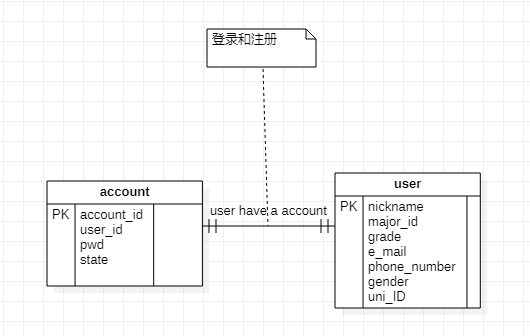 登录和注册
account
PK
account_id
user_id
pwd
state
user have a account
user
PK
nickname
major_id
grade
e_mail
phone_number
gender
uni_ID